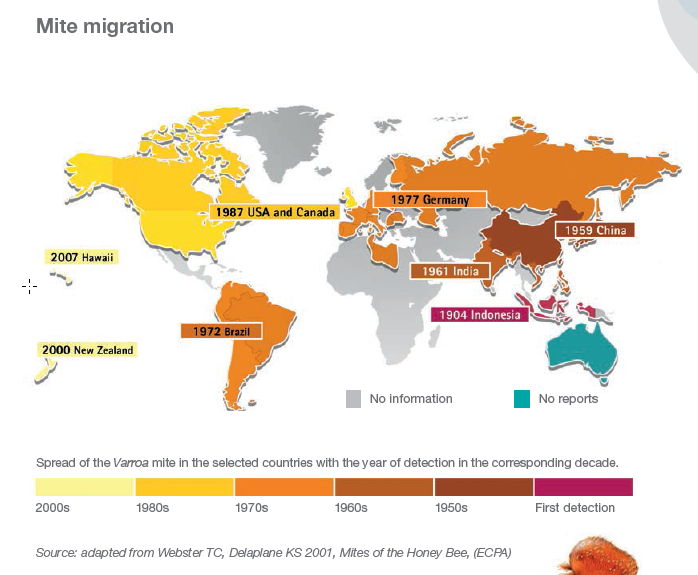 Mite migration
1987 USA and Canada
1977 Germany
1959 China
2007 Hawaii
1961 India
1904 Indonesia
1972 Brazil
2000 New Zealand
No information
No reports
Spread of the Varroa mite in the selected countries with the year of detection in the corresponding decade.
2000s
1980s
1970s
1960s
1950s
First detection
Source: adapted from Webster TC, Delaplane KS 2001, Mites of the Honey Bee, (ECPA)